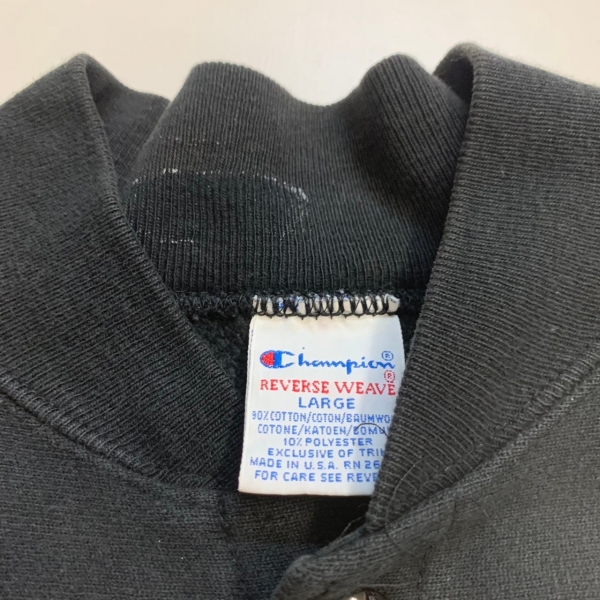 Champion®
REVERSE WEAVE®
LARGE
90% COTTON/COTON/BAUMWO
COTONE/KATOEN/BOMU
10% POLYESTER
EXCLUSIVE OF TRIM
MADE IN U.S.A. RN 26
FOR CARE SEE REVE